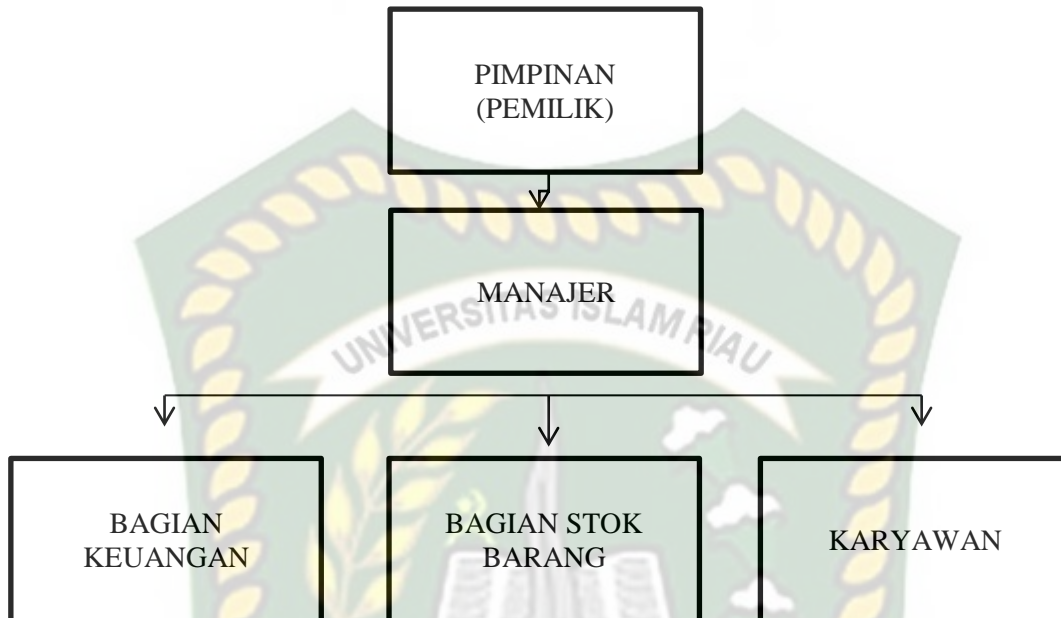 PIMPINAN
(PEMILIK)
MANAJER
UNIVERSITAS ISLAM RIAU
BAGIAN
KEUANGAN
BAGIAN STOK
BARANG
KARYAWAN